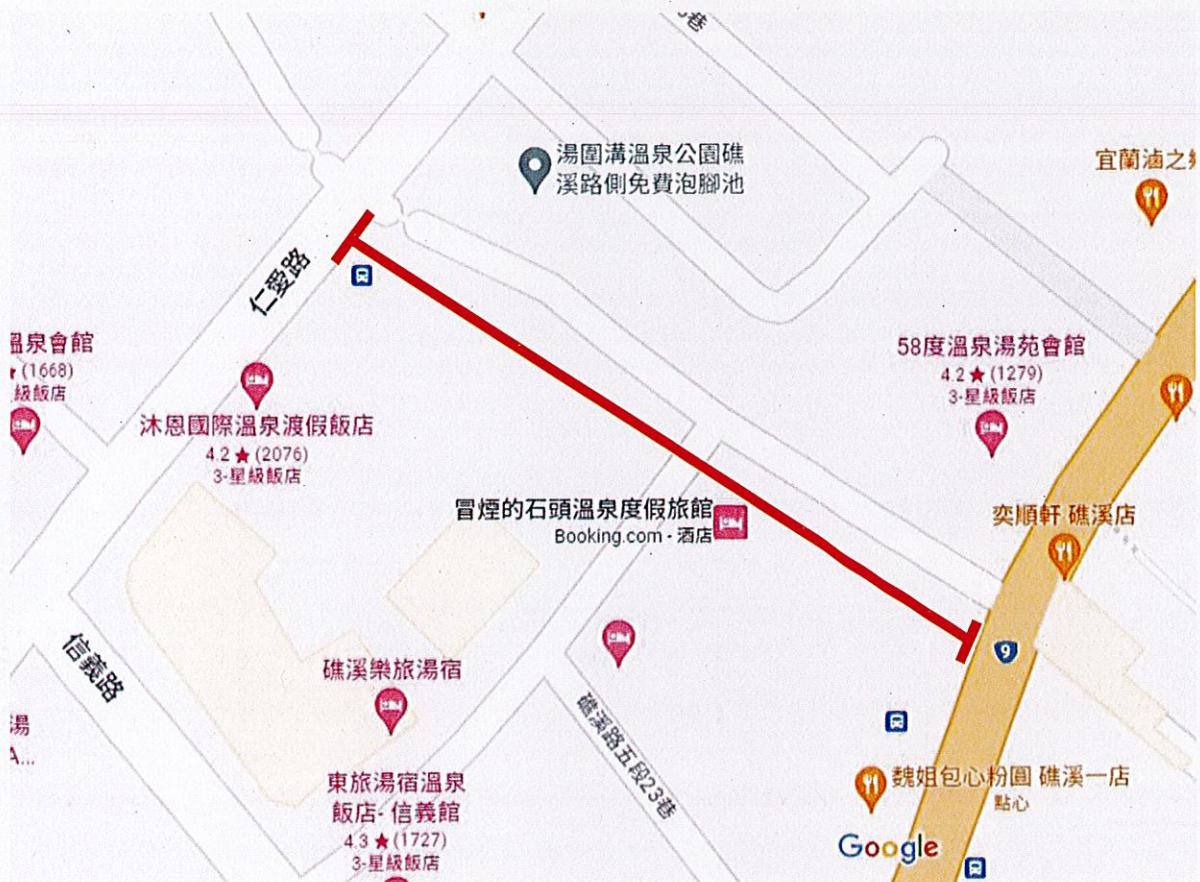 巷
湯圍溝溫泉公園礁
溪路側免費泡腳池
宜蘭滷之
仁愛路
溫泉會館
(1668)
級飯店
58度溫泉湯苑會館
4.2 ★ (1279)
3-星級飯店
沐恩國際溫泉渡假飯店
4.2 ★ (2076)
3-星級飯店
冒煙的石頭溫泉度假旅館
Booking.com - 酒店
奕順軒 礁溪店
9
信義路
礁溪樂旅湯宿
礁溪路五段23巷
湯
A...
東旅湯宿溫泉
飯店- 信義館
4.3 ★ (1727)
3-星級飯店
魏姐包心粉圓 礁溪一店
點心
Google